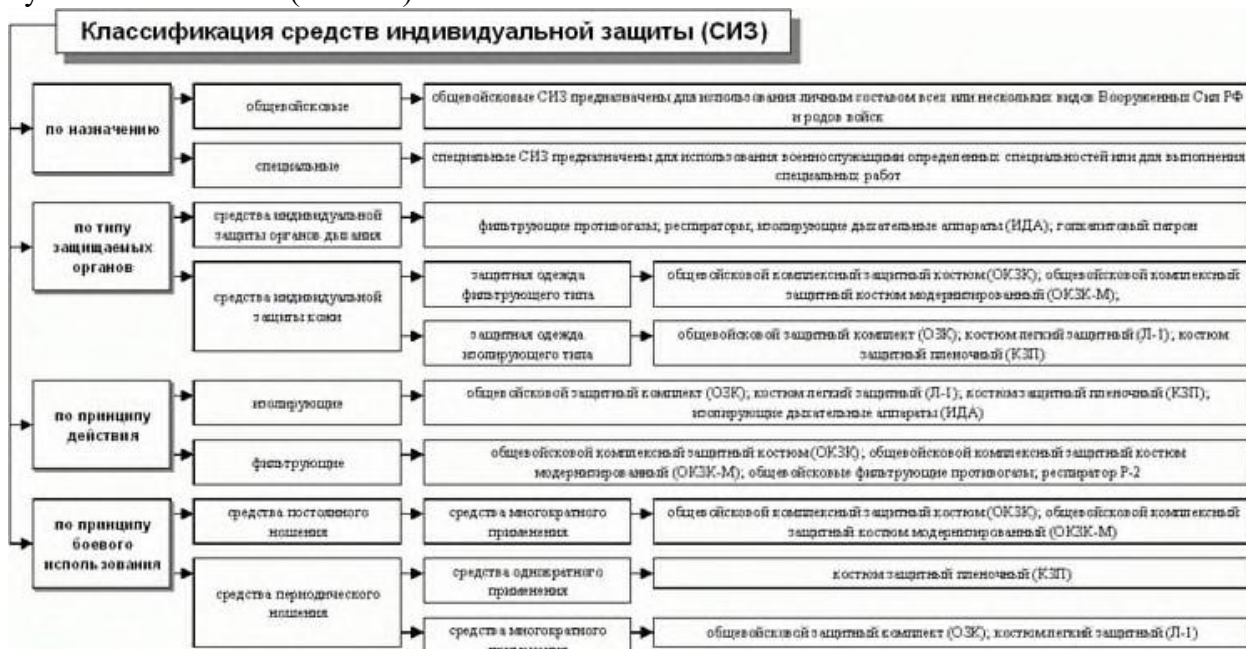 Классификация средств индивидуальной защиты (СИЗ)
по назначению
общевойсковые
общевойсковые СИЗ предназначены для использования личным составом всех или нескольких видов Вооруженных Сил РФ
и родов войск
специальные
специальные СИЗ предназначены для использования военнослужащими определенных специальностей или для выполнения
специальных работ
по типу
защищаемых
органов
средства индивидуальной
защиты органов дыхания
фильтрующие противогазы; респираторы; изолирующие дыхательные аппараты (ИДА); гопкалитовый патрон
средства индивидуальной
защиты кожи
защитная одежда
фильтрующего типа
общевойсковой комплексный защитный костюм (ОКЗК); общевойсковой комплексный
защитный костюм модернизированный (ОКЗК-М);
защитная одежда
изолирующего типа
общевойсковой защитный комплект (ОЗК); костюм легкий защитный (Л-1); костюм
защитный пленочный (КЗП)
по принципу
действия
изолирующие
общевойсковой защитный комплект (ОЗК); костюм легкий защитный (Л-1); костюм защитный пленочный (КЗП);
изолирующие дыхательные аппараты (ИДА)
фильтрующие
общевойсковой комплексный защитный костюм (ОКЗК); общевойсковой комплексный защитный костюм
модернизированный (ОКЗК-М); общевойсковые фильтрующие противогазы; респиратор Р-2
по принципу
боевого
использования
средства постоянного
ношения
средства многократного
применения
общевойсковой комплексный защитный костюм (ОКЗК); общевойсковой комплексный
защитный костюм модернизированный (ОКЗК-М)
средства периодического
ношения
средства однократного
применения
костюм защитный пленочный (КЗП)
средства многократного
общевойсковой защитный комплект (ОЗК); костюм легкий защитный (Л-1)